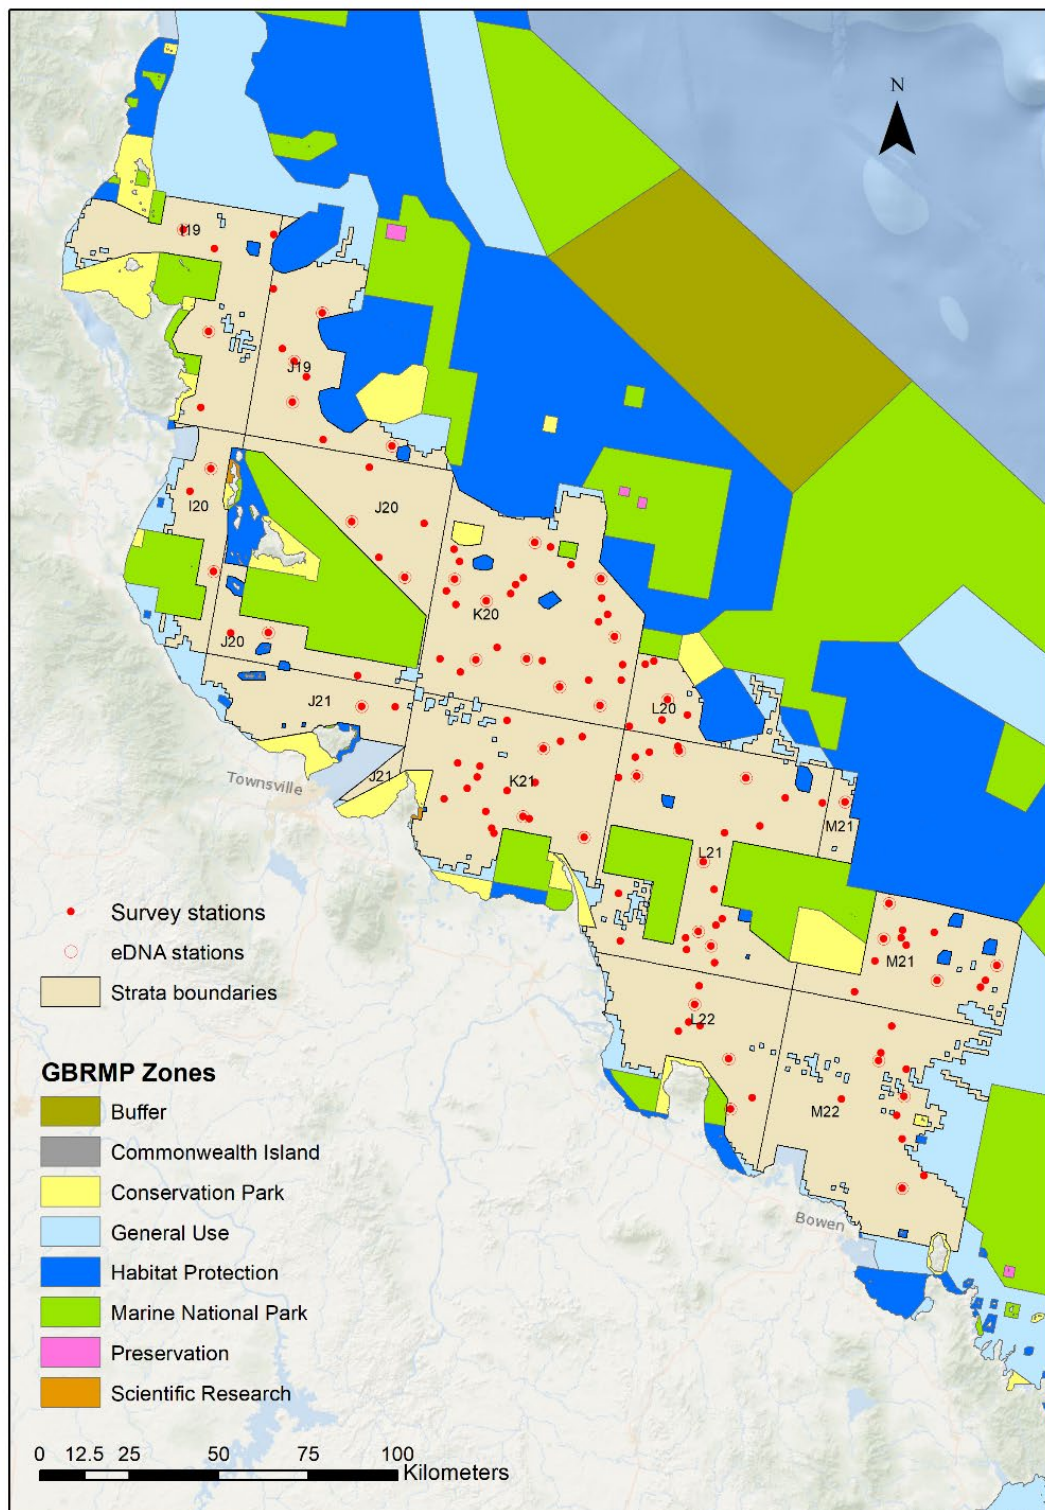 N
I19
J19
I20
J20
K20
J20
L20
J21
J21
K21
M21
L21
M21
L22
M22
Townsville
Bowen
Survey stations
eDNA stations
Strata boundaries
GBRMP Zones
Buffer
Commonwealth Island
Conservation Park
General Use
Habitat Protection
Marine National Park
Preservation
Scientific Research
0 12.5 25 50 75 100
Kilometers